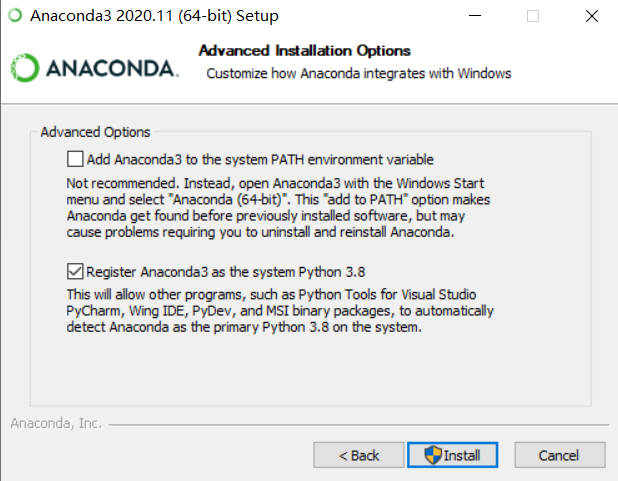 Anaconda3 2020.11 (64-bit) Setup
Advanced Installation Options
Customize how Anaconda integrates with Windows
ANACONDA.
Advanced Options
Add Anaconda3 to the system PATH environment variable
Not recommended. Instead, open Anaconda3 with the Windows Start
menu and select "Anaconda (64-bit)". This "add to PATH" option makes
Anaconda get found before previously installed software, but may
cause problems requiring you to uninstall and reinstall Anaconda.
Register Anaconda3 as the system Python 3.8
This will allow other programs, such as Python Tools for Visual Studio
PyCharm, Wing IDE, PyDev, and MSI binary packages, to automatically
detect Anaconda as the primary Python 3.8 on the system.
Anaconda, Inc.
< Back Install Cancel